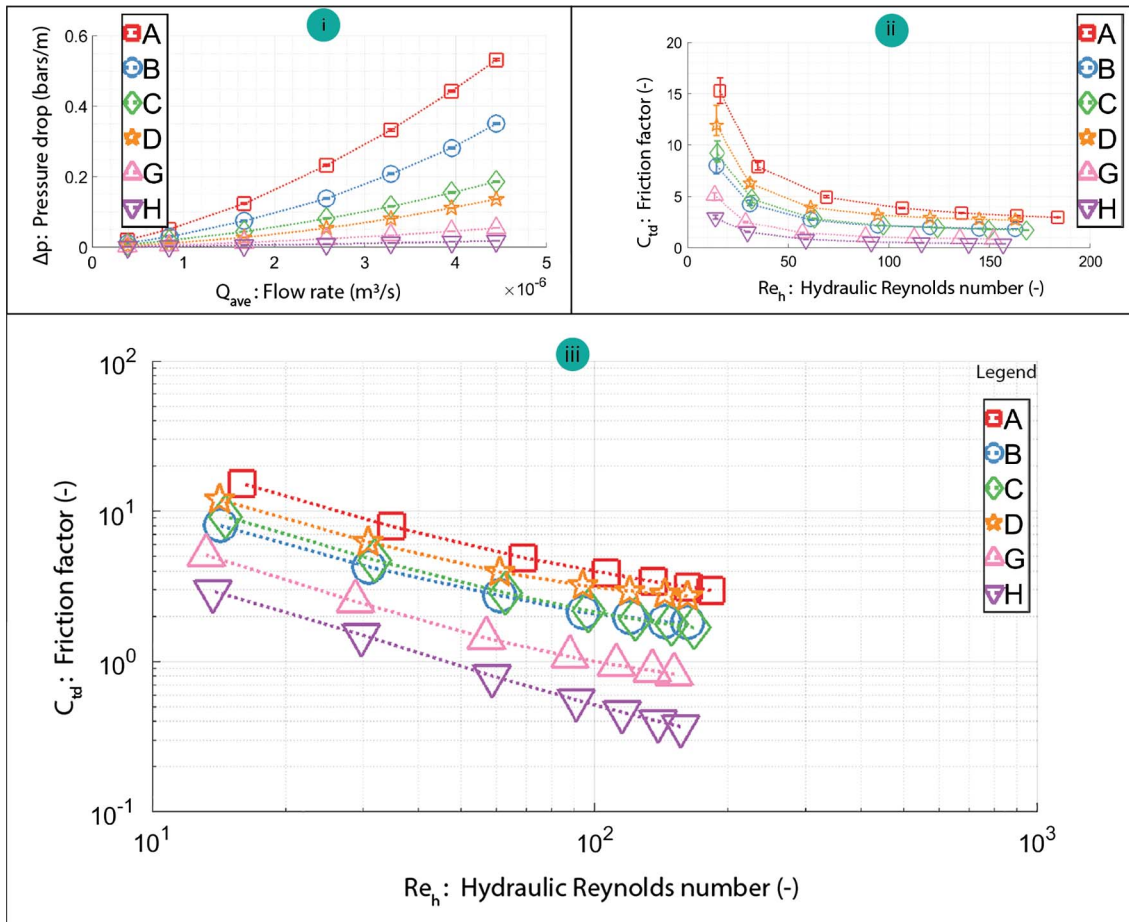 i
A
B
C
D
G
H
0.6
0.4
0.2
0
0
1
2
3
4
5
×10⁻⁶
Δp: Pressure drop (bars/m)
Q_ave: Flow rate (m³/s)
ii
A
B
C
D
G
H
20
15
10
5
0
0
50
100
150
200
C_td: Friction factor (-)
Re_h: Hydraulic Reynolds number (-)
iii
Legend
A
B
C
D
G
H
10²
10¹
10⁰
10⁻¹
10¹
10²
10³
C_td: Friction factor (-)
Re_h: Hydraulic Reynolds number (-)